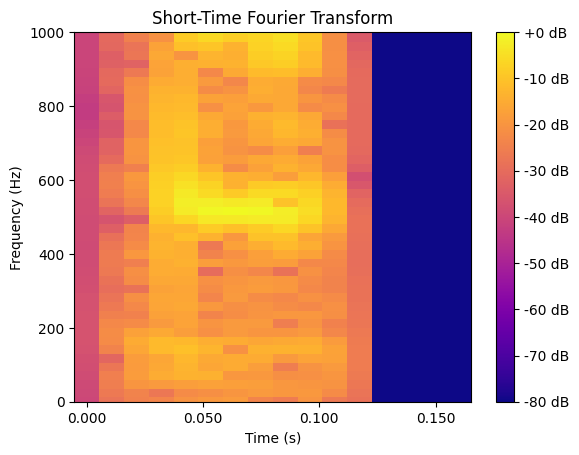 Short-Time Fourier Transform
Frequency (Hz)
1000
800
600
400
200
0
0.000
0.050
0.100
0.150
Time (s)
+0 dB
-10 dB
-20 dB
-30 dB
-40 dB
-50 dB
-60 dB
-70 dB
-80 dB